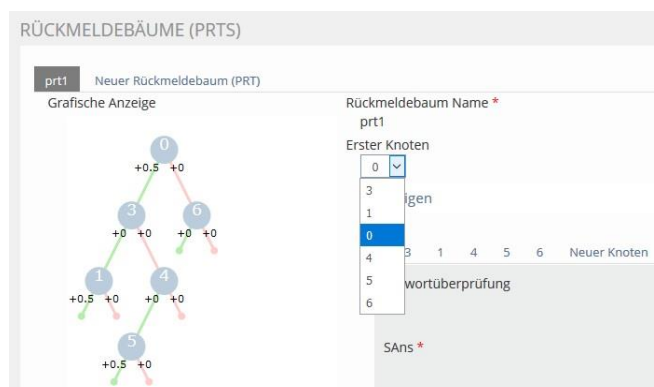 RÜCKMELDEBÄUME (PRTS)
prt1 Neuer Rückmeldebaum (PRT)
Grafische Anzeige
0
+0.5 +0
3 6
+0 +0 +0 +0
1 4
+0.5 +0 +0 +0
5
+0.5 +0
Rückmeldebaum Name *
prt1
Erster Knoten
0
3
igen
1
0
4
5
6
3 1 4 5 6 Neuer Knoten
wortüberprüfung
SAns *